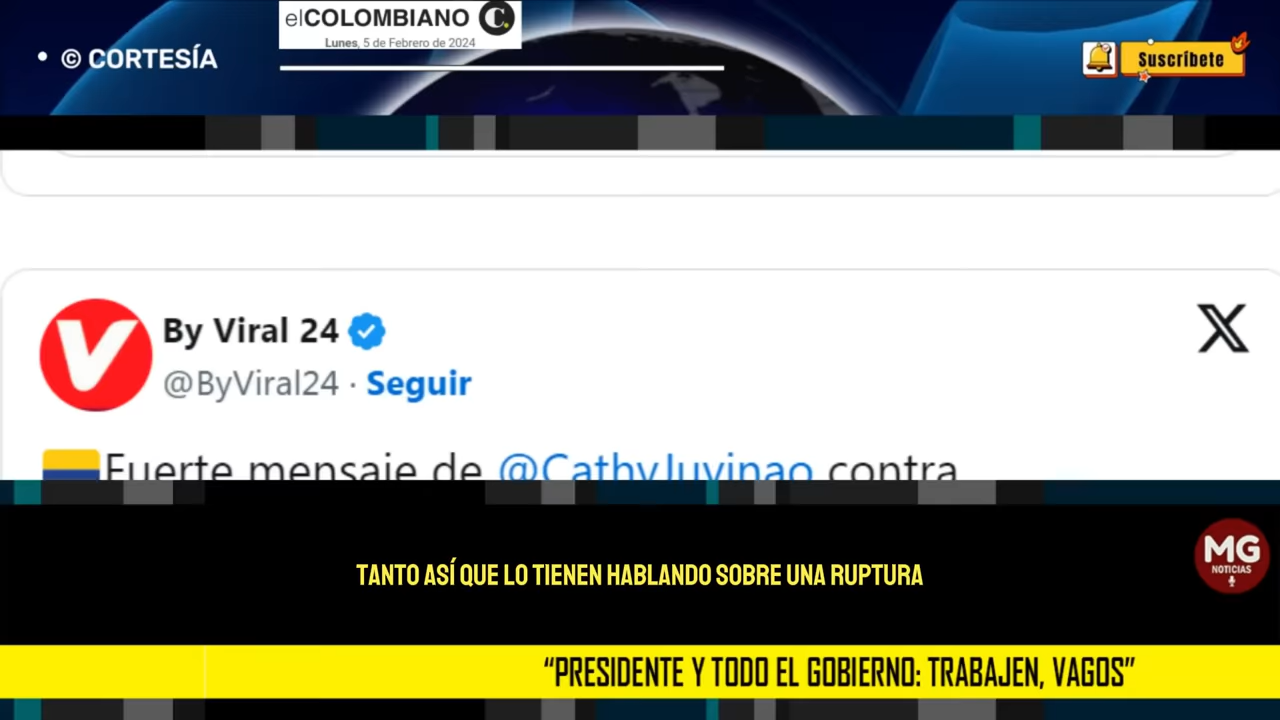 elCOLOMBIANO C.
Lunes, 5 de Febrero de 2024
• © CORTESÍA
Suscríbete
By Viral 24
@ByViral24 · Seguir
Fuerte mensaje de @CathyJuvinao contra
TANTO ASÍ QUE LO TIENEN HABLANDO SOBRE UNA RUPTURA
MG
NOTICIAS
“PRESIDENTE Y TODO EL GOBIERNO: TRABAJEN, VAGOS”